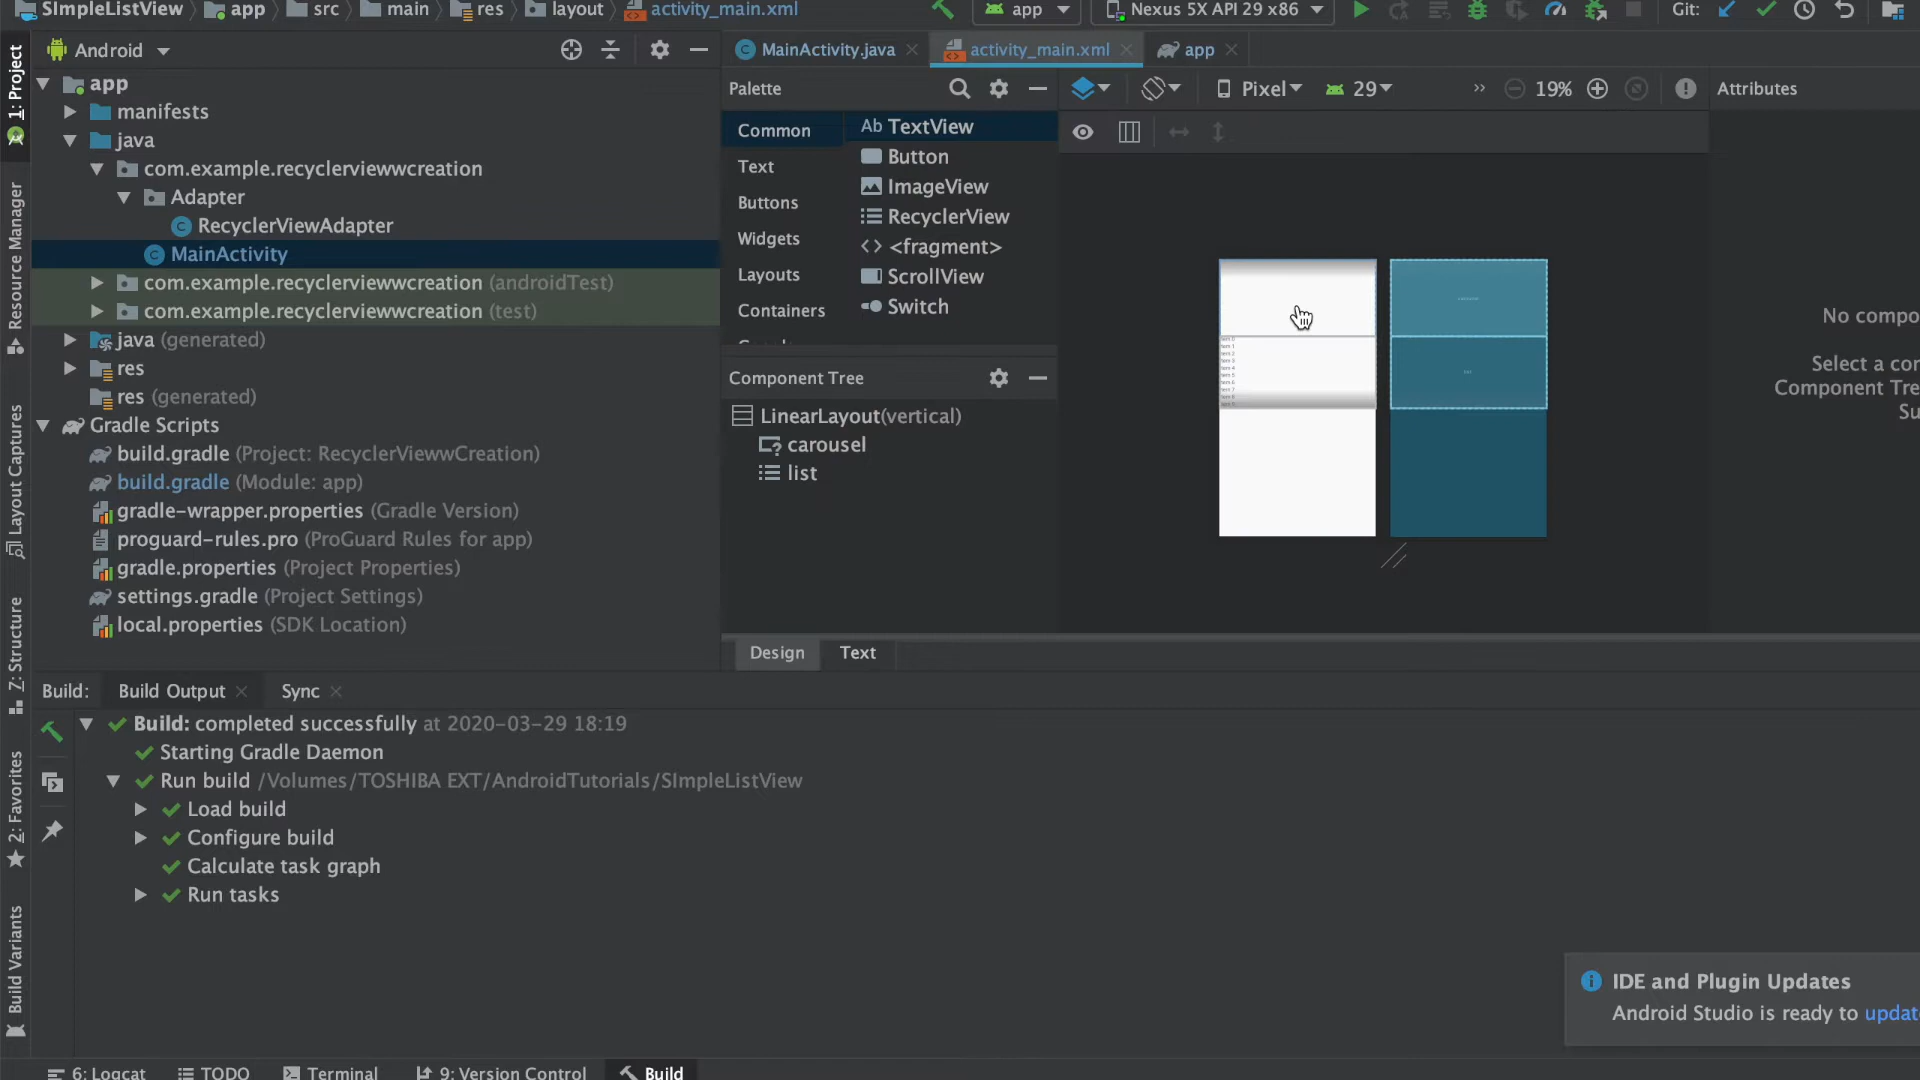 SImpleListView app src main res layout activity_main.xml app Nexus 5X API 29 x86 Git:
1: Project
Resource Manager
Layout Captures
Z: Structure
2: Favorites
Build Variants
Android
app
manifests
java
com.example.recyclerviewwcreation
Adapter
RecyclerViewAdapter
MainActivity
com.example.recyclerviewwcreation (androidTest)
com.example.recyclerviewwcreation (test)
java (generated)
res
res (generated)
Gradle Scripts
build.gradle (Project: RecyclerViewwCreation)
build.gradle (Module: app)
gradle-wrapper.properties (Gradle Version)
proguard-rules.pro (ProGuard Rules for app)
gradle.properties (Project Properties)
settings.gradle (Project Settings)
local.properties (SDK Location)
MainActivity.java activity_main.xml app
Palette
Common
Text
Buttons
Widgets
Layouts
Containers
Ab TextView
Button
ImageView
RecyclerView
<fragment>
ScrollView
Switch
Component Tree
LinearLayout(vertical)
carousel
list
Pixel 29 19%
Attributes
No compo
Select a con
Component Tree
Su
Design Text
Build: Build Output Sync
Build: completed successfully at 2020-03-29 18:19
Starting Gradle Daemon
Run build /Volumes/TOSHIBA EXT/AndroidTutorials/SImpleListView
Load build
Configure build
Calculate task graph
Run tasks
IDE and Plugin Updates
Android Studio is ready to updat
6: Logcat TODO Terminal 9: Version Control Build